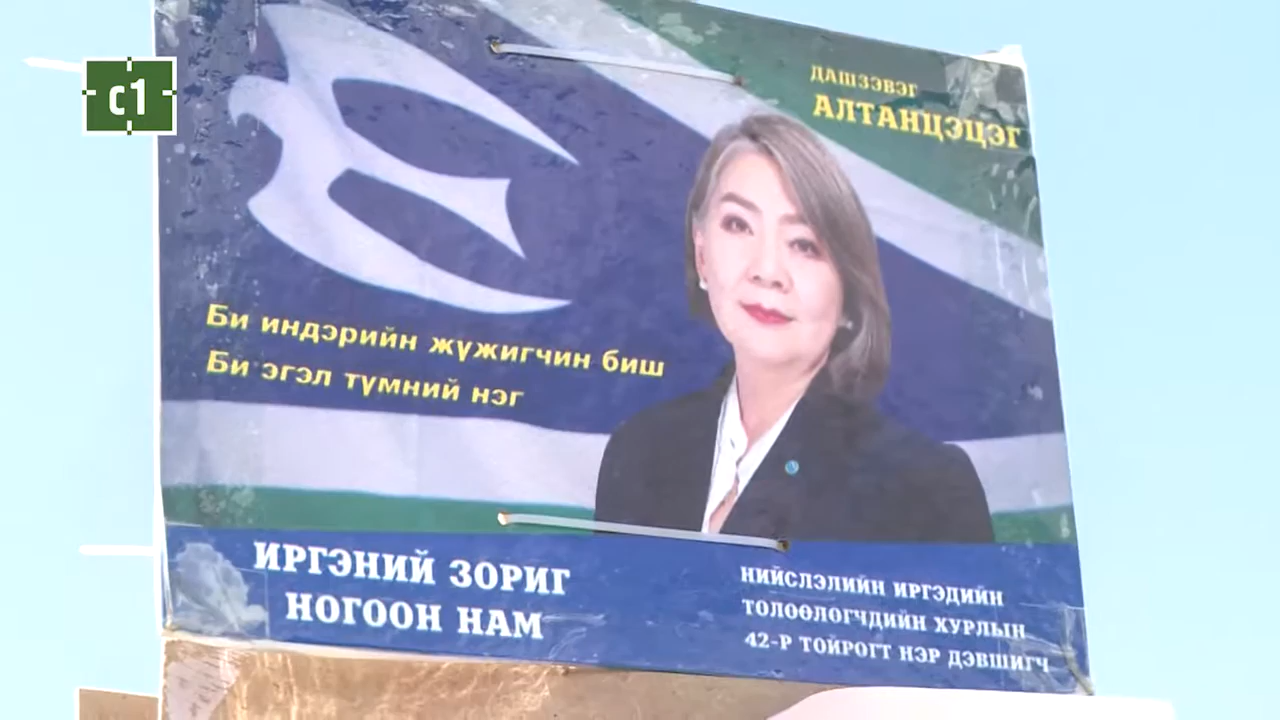 c1
ДАШЗЭВЭГ
АЛТАНЦЭЦЭГ
Би индэрийн жүжигчин биш
Би эгэл түмний нэг
ИРГЭНИЙ ЗОРИГ
НОГООН НАМ
НИЙСЛЭЛИЙН ИРГЭДИЙН
ТӨЛӨӨЛӨГЧДИЙН ХУРЛЫН
42-Р ТОЙРОГТ НЭР ДЭВШИГЧ